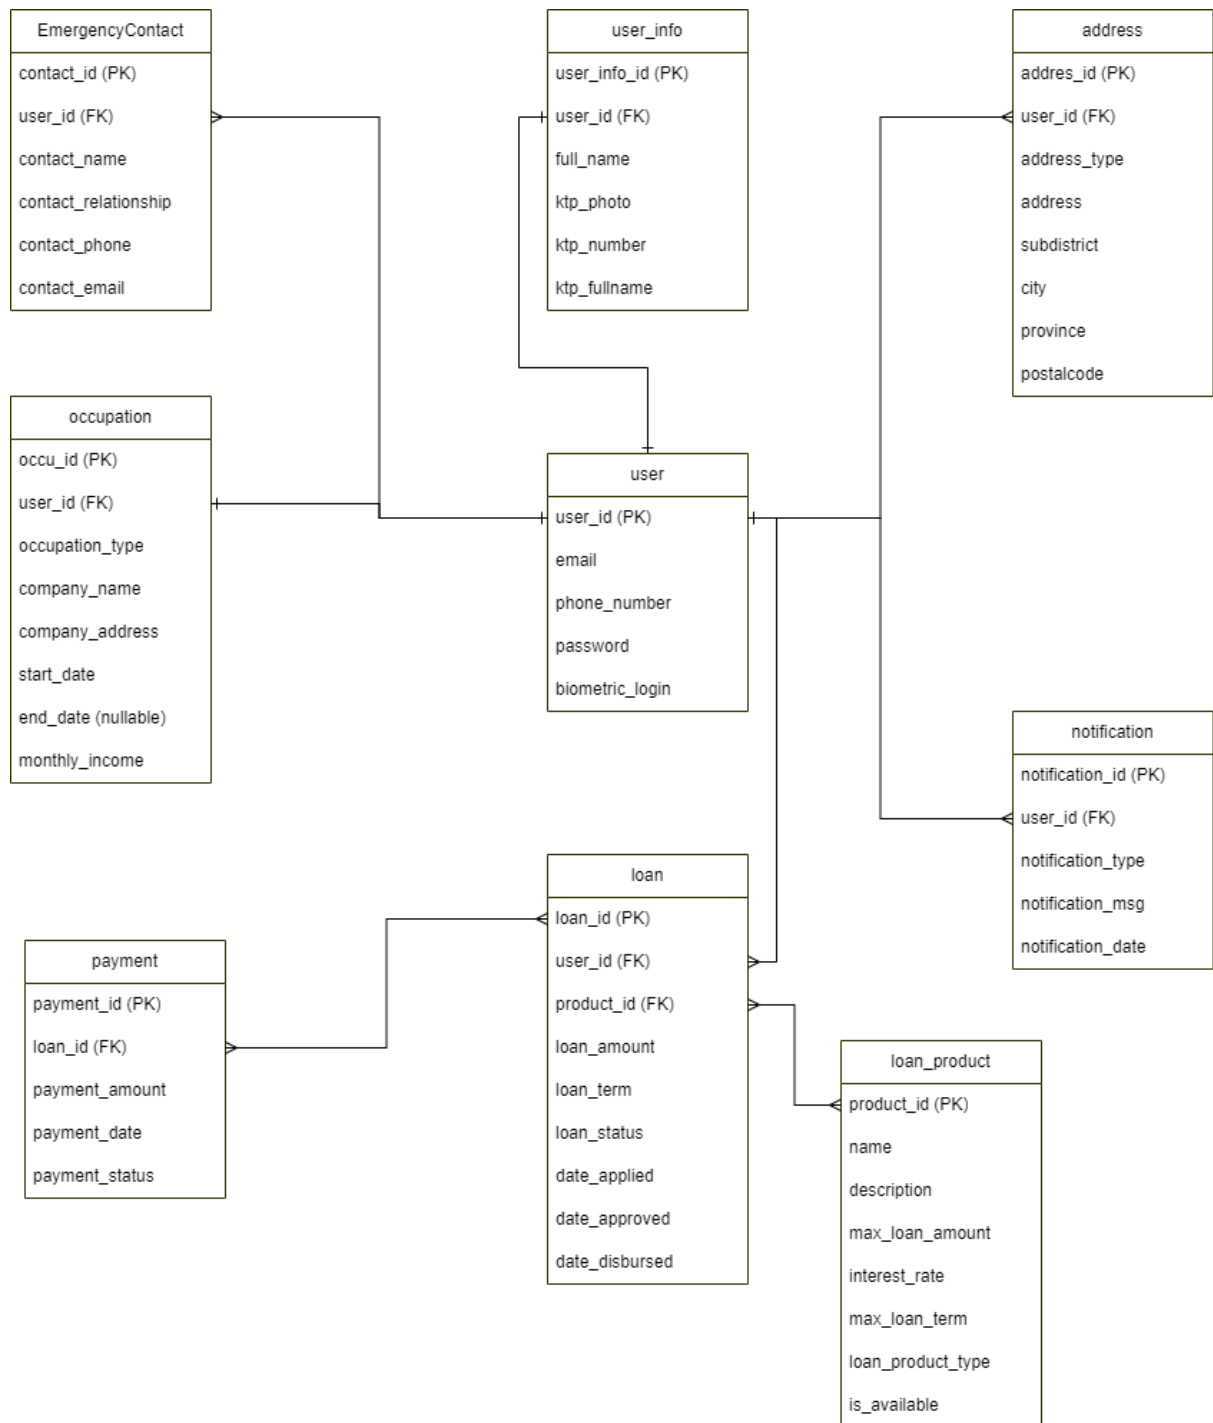 EmergencyContact
contact_id (PK)
user_id (FK)
contact_name
contact_relationship
contact_phone
contact_email
user_info
user_info_id (PK)
user_id (FK)
full_name
ktp_photo
ktp_number
ktp_fullname
address
addres_id (PK)
user_id (FK)
address_type
address
subdistrict
city
province
postalcode
occupation
occu_id (PK)
user_id (FK)
occupation_type
company_name
company_address
start_date
end_date (nullable)
monthly_income
user
user_id (PK)
email
phone_number
password
biometric_login
notification
notification_id (PK)
user_id (FK)
notification_type
notification_msg
notification_date
loan
loan_id (PK)
user_id (FK)
product_id (FK)
loan_amount
loan_term
loan_status
date_applied
date_approved
date_disbursed
payment
payment_id (PK)
loan_id (FK)
payment_amount
payment_date
payment_status
loan_product
product_id (PK)
name
description
max_loan_amount
interest_rate
max_loan_term
loan_product_type
is_available